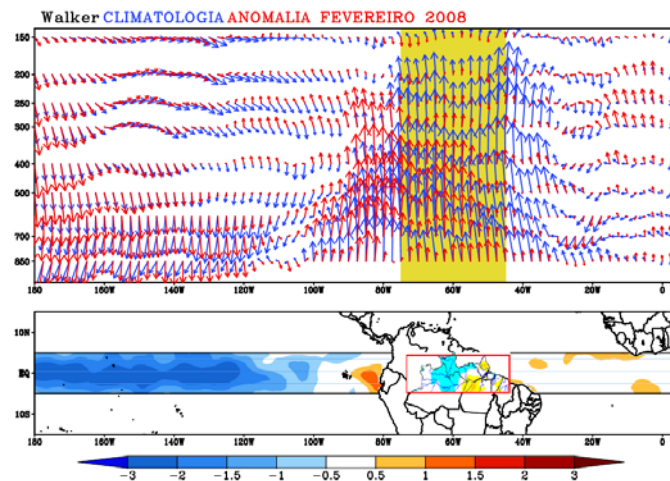 Walker CLIMATOLOGIA ANOMALIA FEVEREIRO 2008
150
200
250
300
400
500
700
850
180 160W 140W 120W 100W 80W 60W 40W 20W 0
10N
EQ
10S
180 160W 140W 120W 100W 80W 60W 40W 20W 0
-3 -2 -1.5 -1 -0.5 0.5 1 1.5 2 3